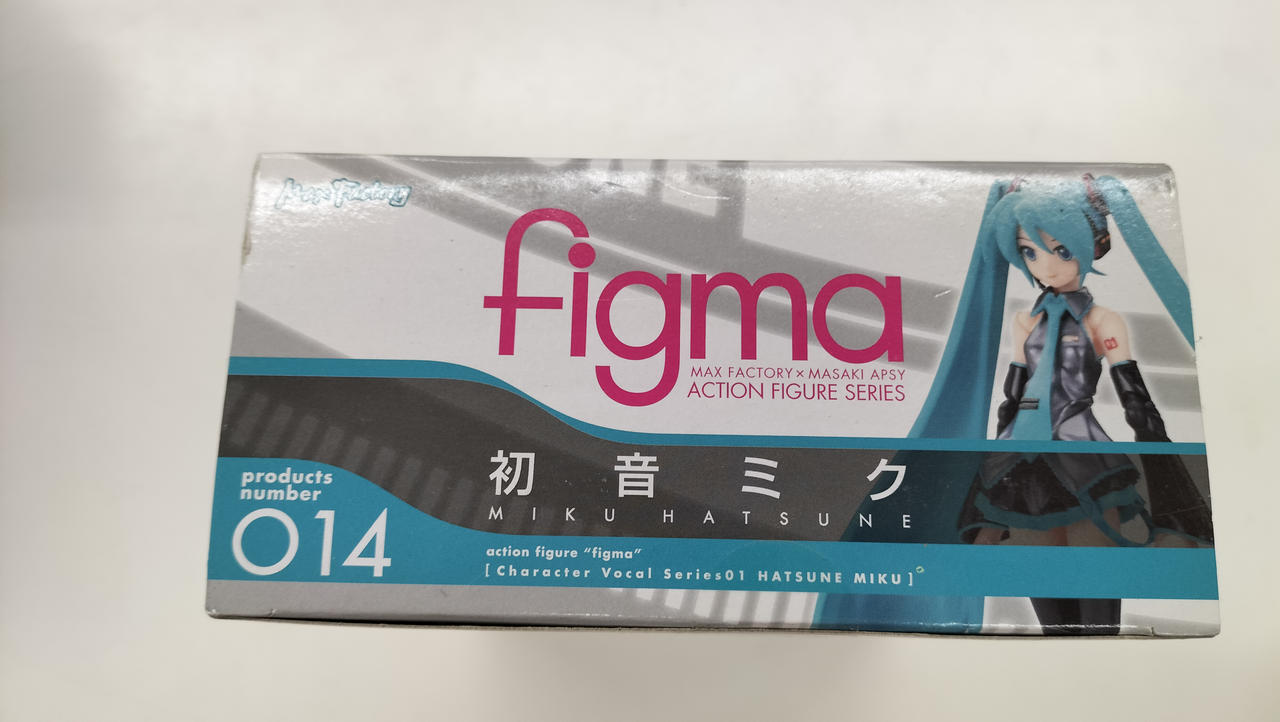 Max Factory
figma
MAX FACTORY×MASAKI APSY
ACTION FIGURE SERIES
初音ミク
MIKU HATSUNE
products
number
014
action figure “figma”
[Character Vocal Series01 HATSUNE MIKU]